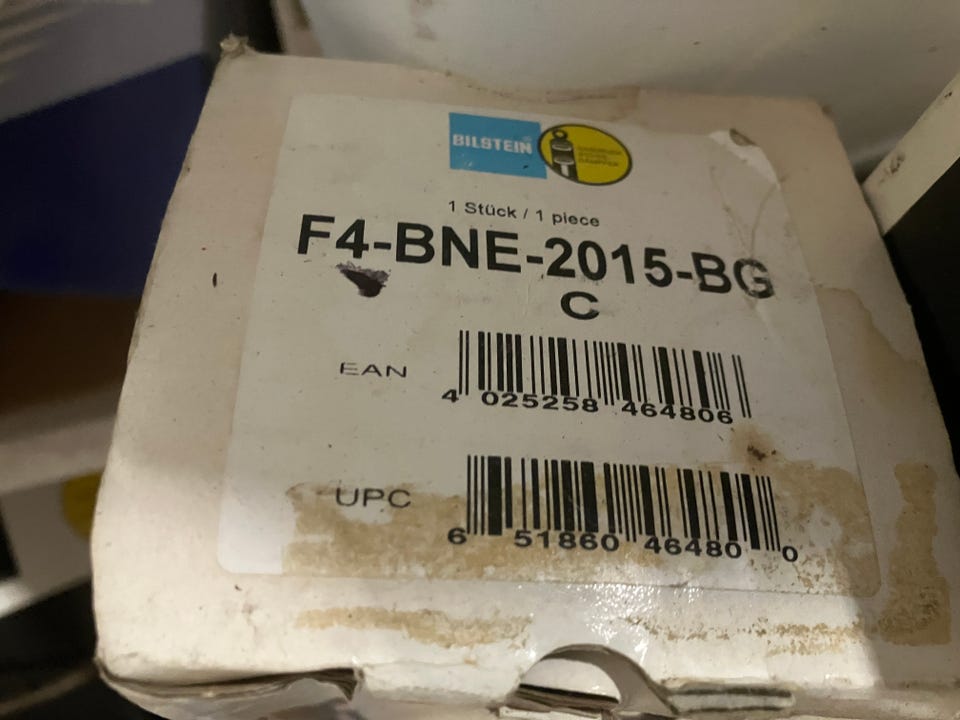 BILSTEIN
1 Stück / 1 piece
F4-BNE-2015-BG
C
EAN
4 025258 464806
UPC
6 51860 46480 0